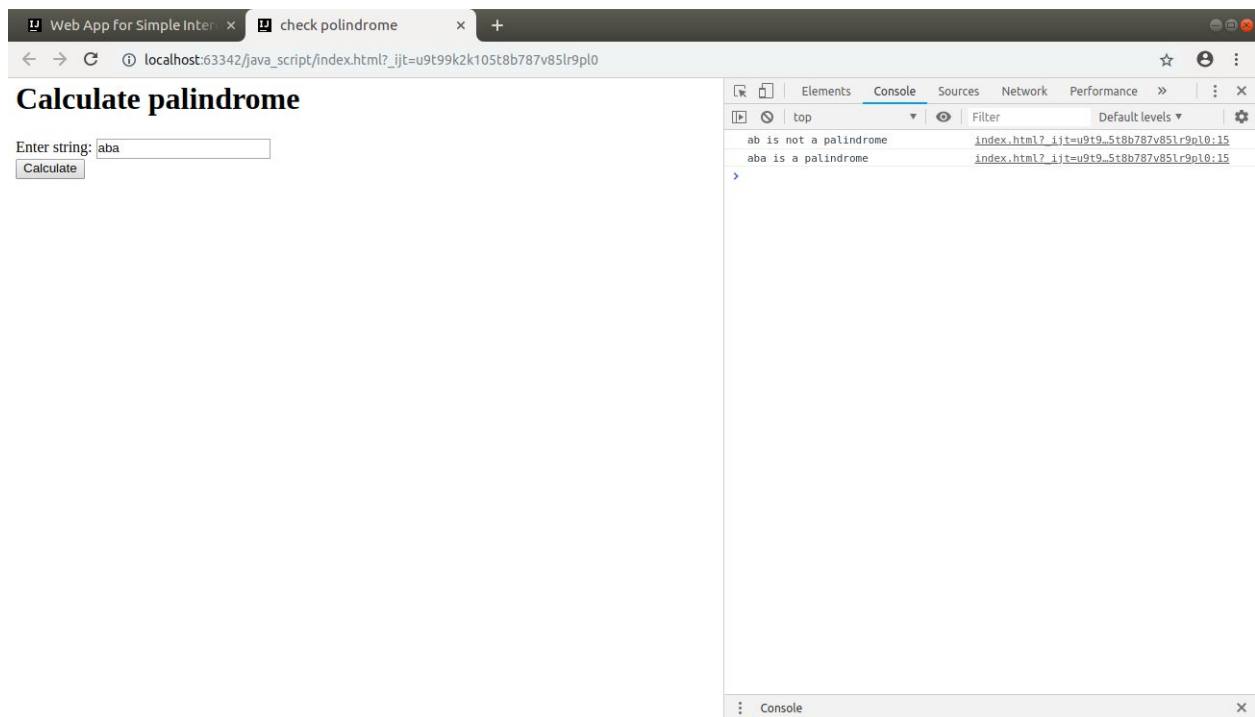 Web App for Simple Inter
check polindrome
localhost:63342/java_script/index.html?_ijt=u9t99k2k105t8b787v85lr9pl0
Calculate palindrome
Enter string: aba
Calculate
Elements Console Sources Network Performance »
top Filter Default levels ▼
ab is not a palindrome index.html?_ijt=u9t9…5t8b787v85lr9pl0:15
aba is a palindrome index.html?_ijt=u9t9…5t8b787v85lr9pl0:15
>
Console